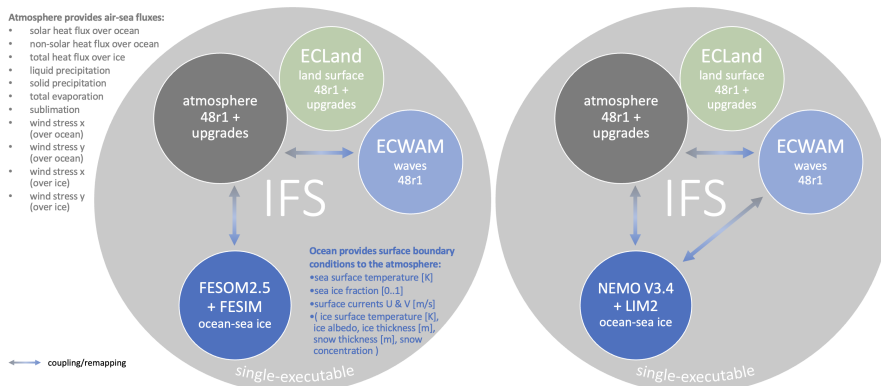 Atmosphere provides air-sea fluxes:
• solar heat flux over ocean
• non-solar heat flux over ocean
• total heat flux over ice
• liquid precipitation
• solid precipitation
• total evaporation
• sublimation
• wind stress x
(over ocean)
• wind stress y
(over ocean)
• wind stress x
(over ice)
• wind stress y
(over ice)
coupling/remapping
ECLand
land surface
48r1 +
upgrades
atmosphere
48r1 +
upgrades
ECWAM
waves
48r1
IFS
FESOM2.5
+ FESIM
ocean-sea ice
Ocean provides surface boundary
conditions to the atmosphere:
•sea surface temperature [K]
•sea ice fraction [0..1]
•surface currents U & V [m/s]
•( ice surface temperature [K],
ice albedo, ice thickness [m],
snow thickness [m], snow
concentration )
single-executable
ECLand
land surface
48r1 +
upgrades
atmosphere
48r1 +
upgrades
ECWAM
waves
48r1
IFS
NEMO V3.4
+ LIM2
ocean-sea ice
single-executable